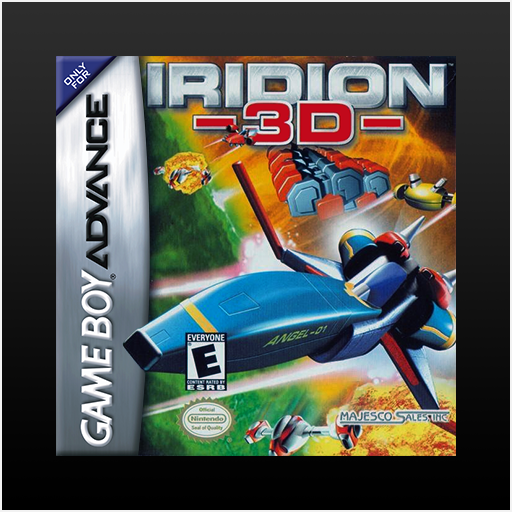 ONLY
FOR
GAME BOY ADVANCE
IRIDION
-3D-
ANGEL-01
EVERYONE
E
CONTENT RATED BY
ESRB
Official
Nintendo
Seal of Quality
MAJESCO SALES, INC.